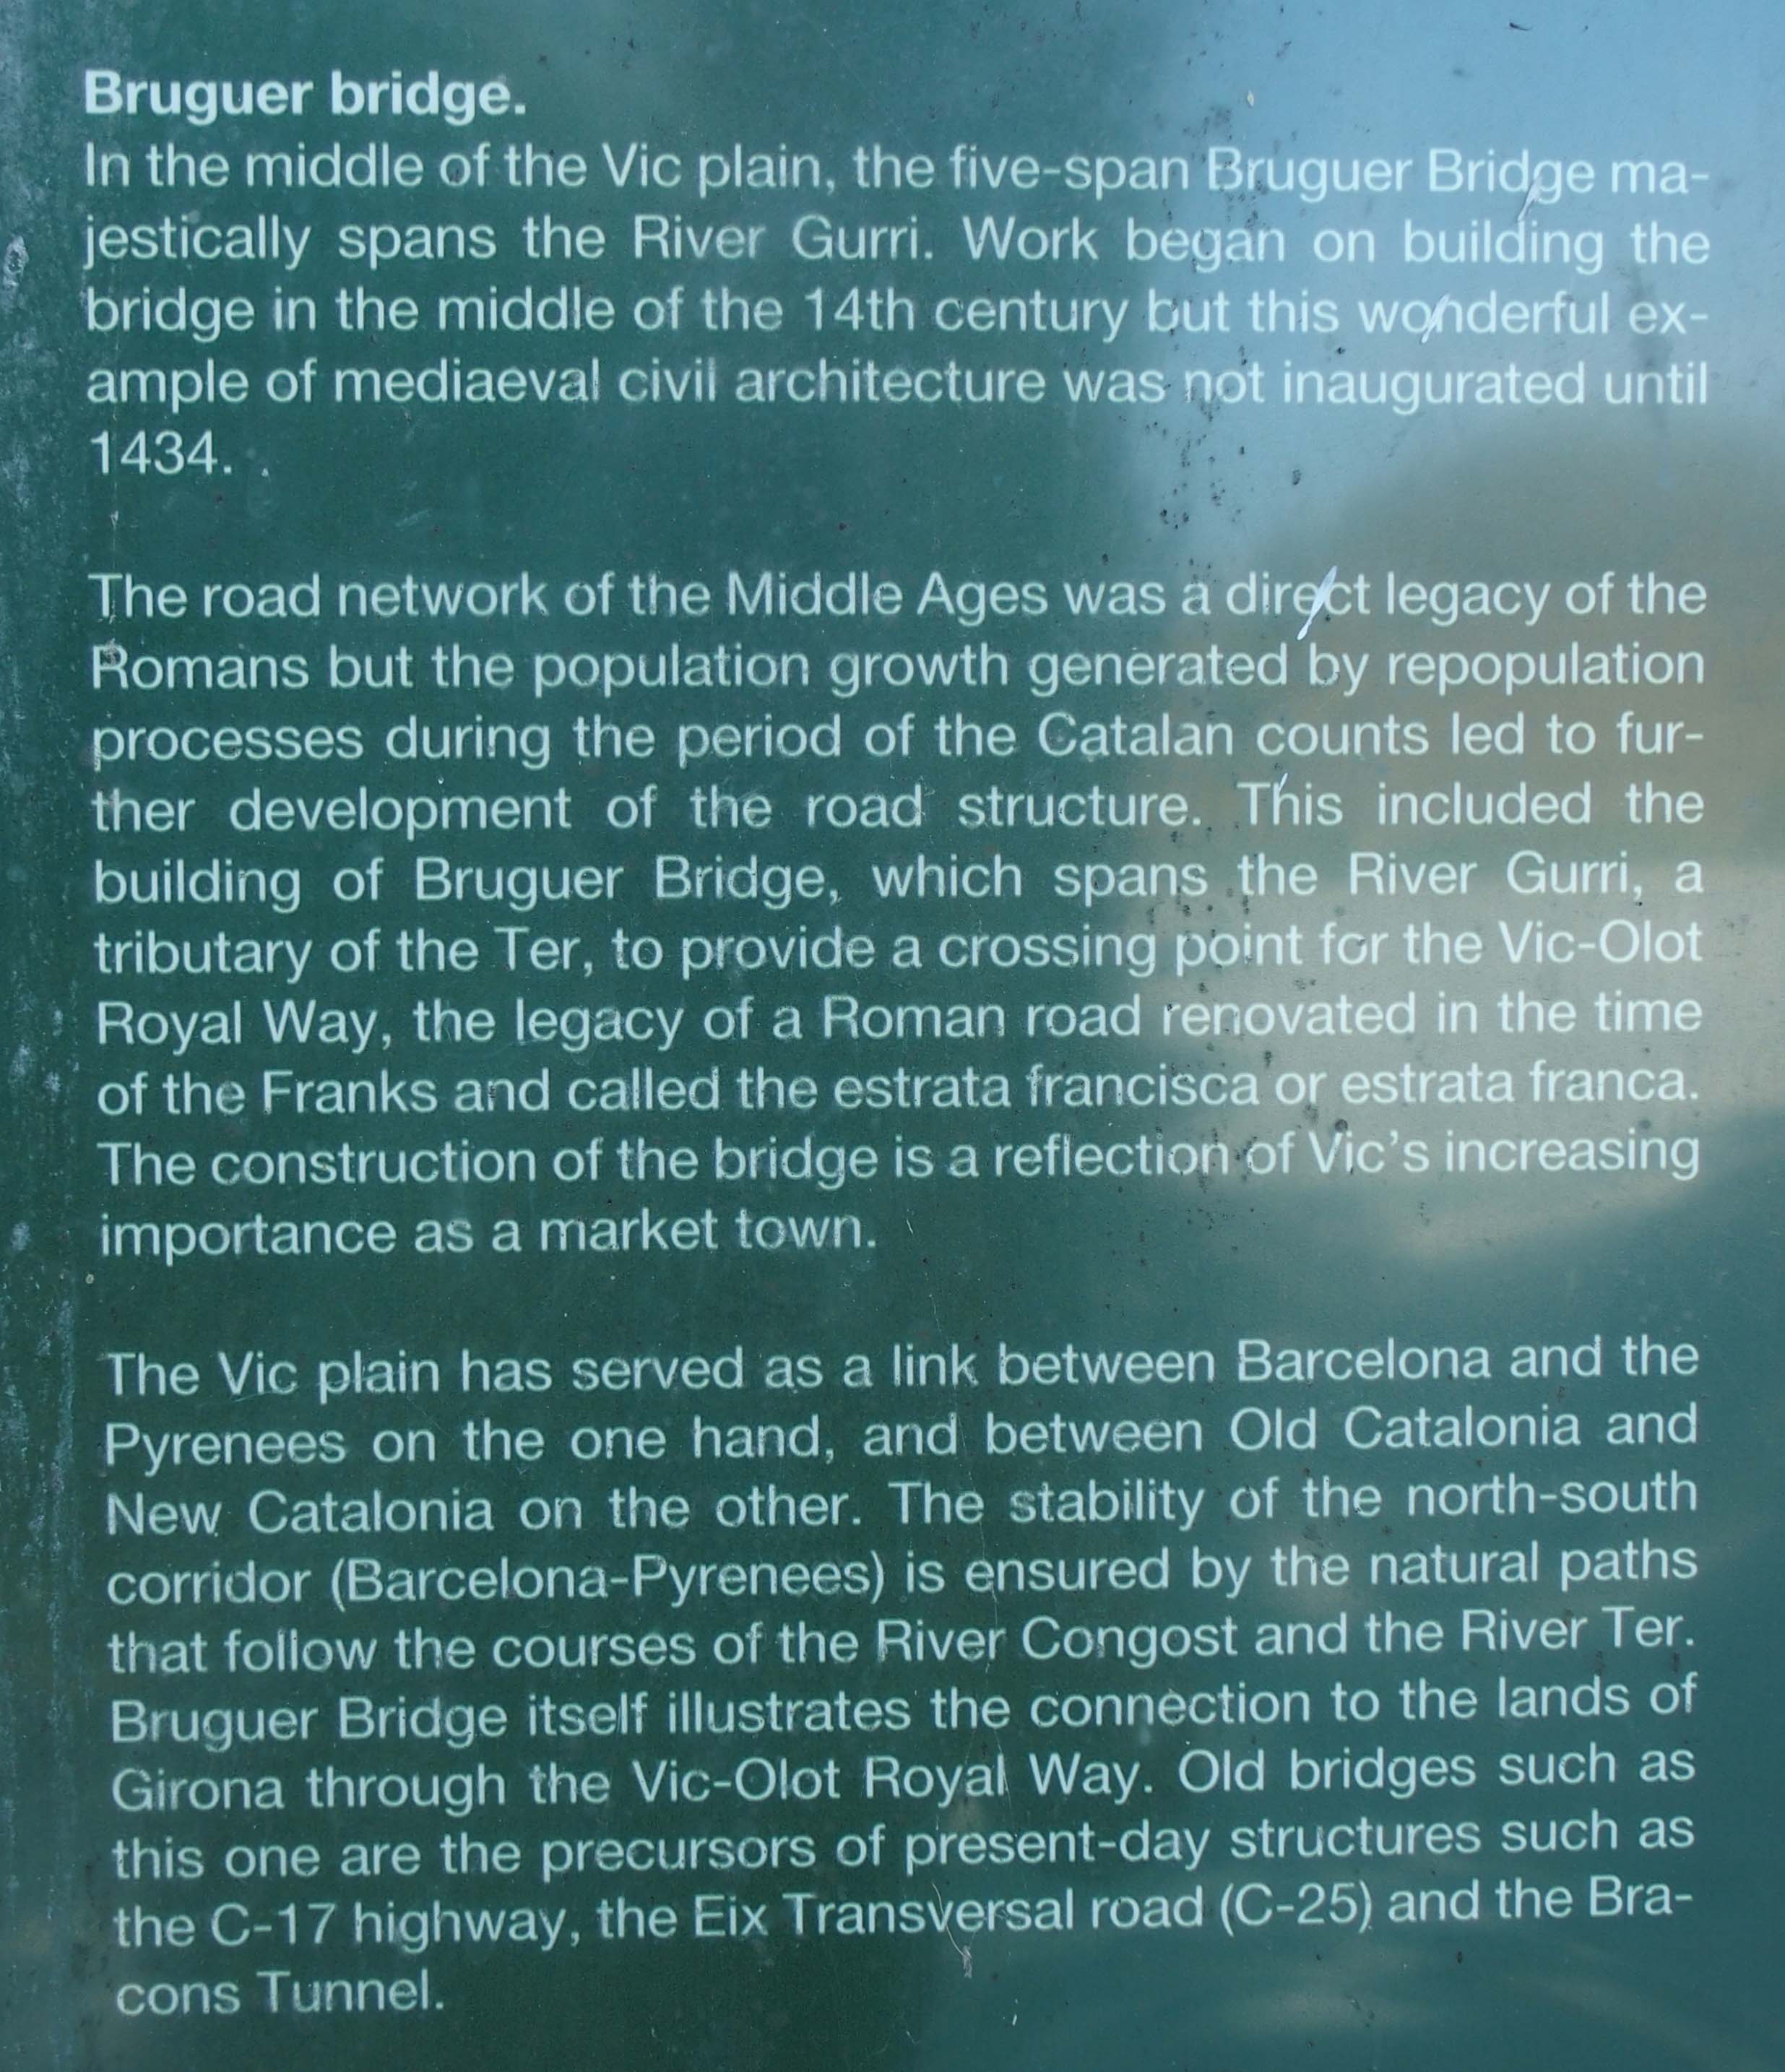 Bruguer bridge.
In the middle of the Vic plain, the five-span Bruguer Bridge ma-
jestically spans the River Gurri. Work began on building the
bridge in the middle of the 14th century but this wonderful ex-
ample of mediaeval civil architecture was not inaugurated until
1434. .
The road network of the Middle Ages was a direct legacy of the
Romans but the population growth generated by repopulation
processes during the period of the Catalan counts led to fur-
ther development of the road structure. This included the
building of Bruguer Bridge, which spans the River Gurri, a
tributary of the Ter, to provide a crossing point for the Vic-Olot
Royal Way, the legacy of a Roman road renovated in the time
of the Franks and called the estrata francisca or estrata franca.
The construction of the bridge is a reflection of Vic's increasing
importance as a market town.
The Vic plain has served as a link between Barcelona and the
Pyrenees on the one hand, and between Old Catalonia and
New Catalonia on the other. The stability of the north-south
corridor (Barcelona-Pyrenees) is ensured by the natural paths
that follow the courses of the River Congost and the River Ter.
Bruguer Bridge itself illustrates the connection to the lands of
Girona through the Vic-Olot Royal Way. Old bridges such as
this one are the precursors of present-day structures such as
the C-17 highway, the Eix Transversal road (C-25) and the Bra-
cons Tunnel.